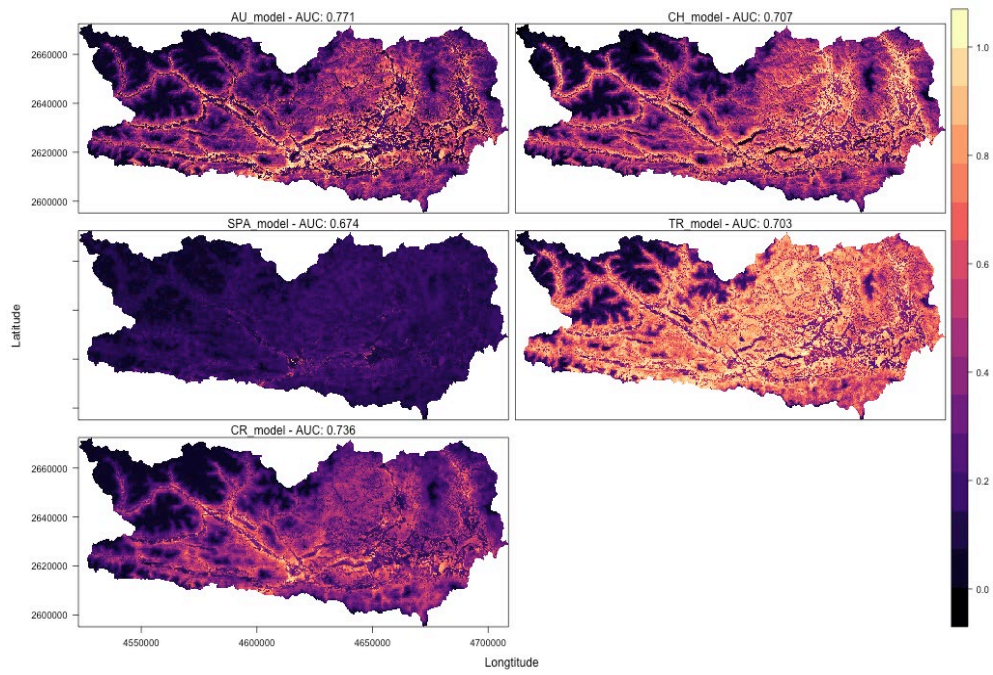 AU_model - AUC: 0.771
CH_model - AUC: 0.707
2660000
2640000
2620000
2600000
SPA_model - AUC: 0.674
TR_model - AUC: 0.703
CR_model - AUC: 0.736
2660000
2640000
2620000
2600000
4550000
4600000
4650000
4700000
Latitude
Longtitude
1.0
0.8
0.6
0.4
0.2
0.0